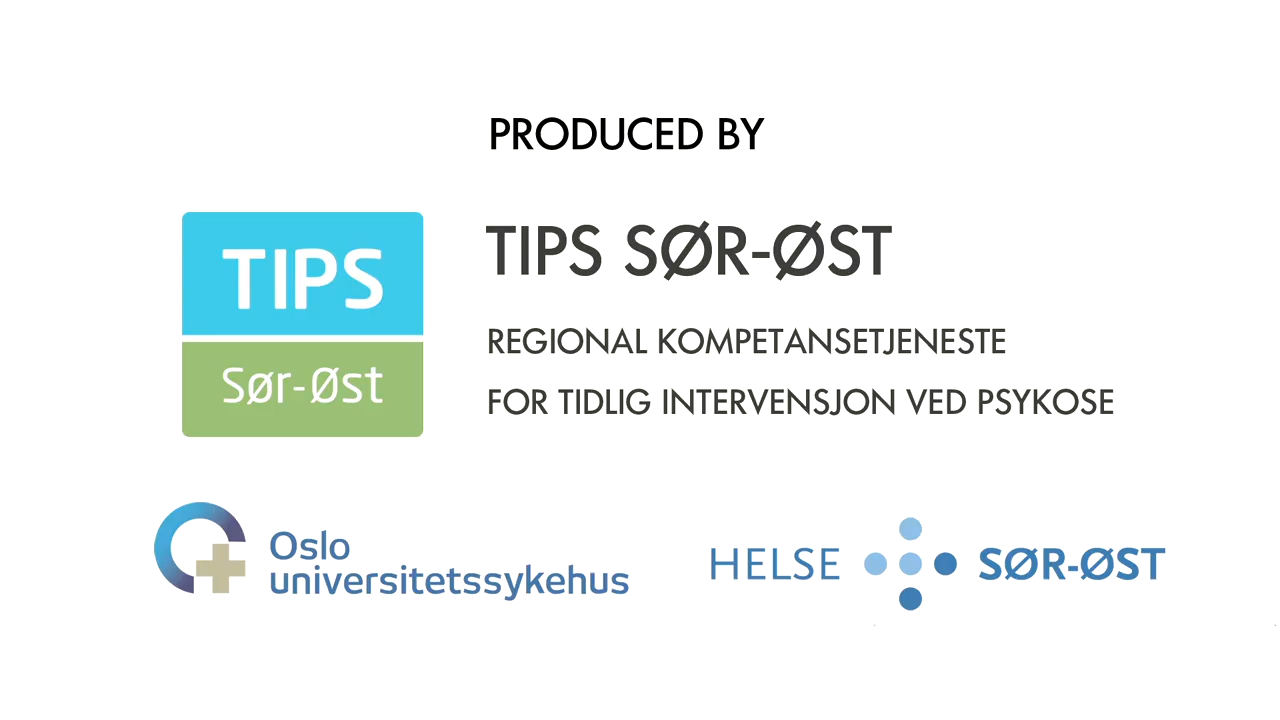 PRODUCED BY
TIPS
Sør-Øst
TIPS SØR-ØST
REGIONAL KOMPETANSETJENESTE
FOR TIDLIG INTERVENSJON VED PSYKOSE
Oslo
universitetssykehus
HELSE SØR-ØST